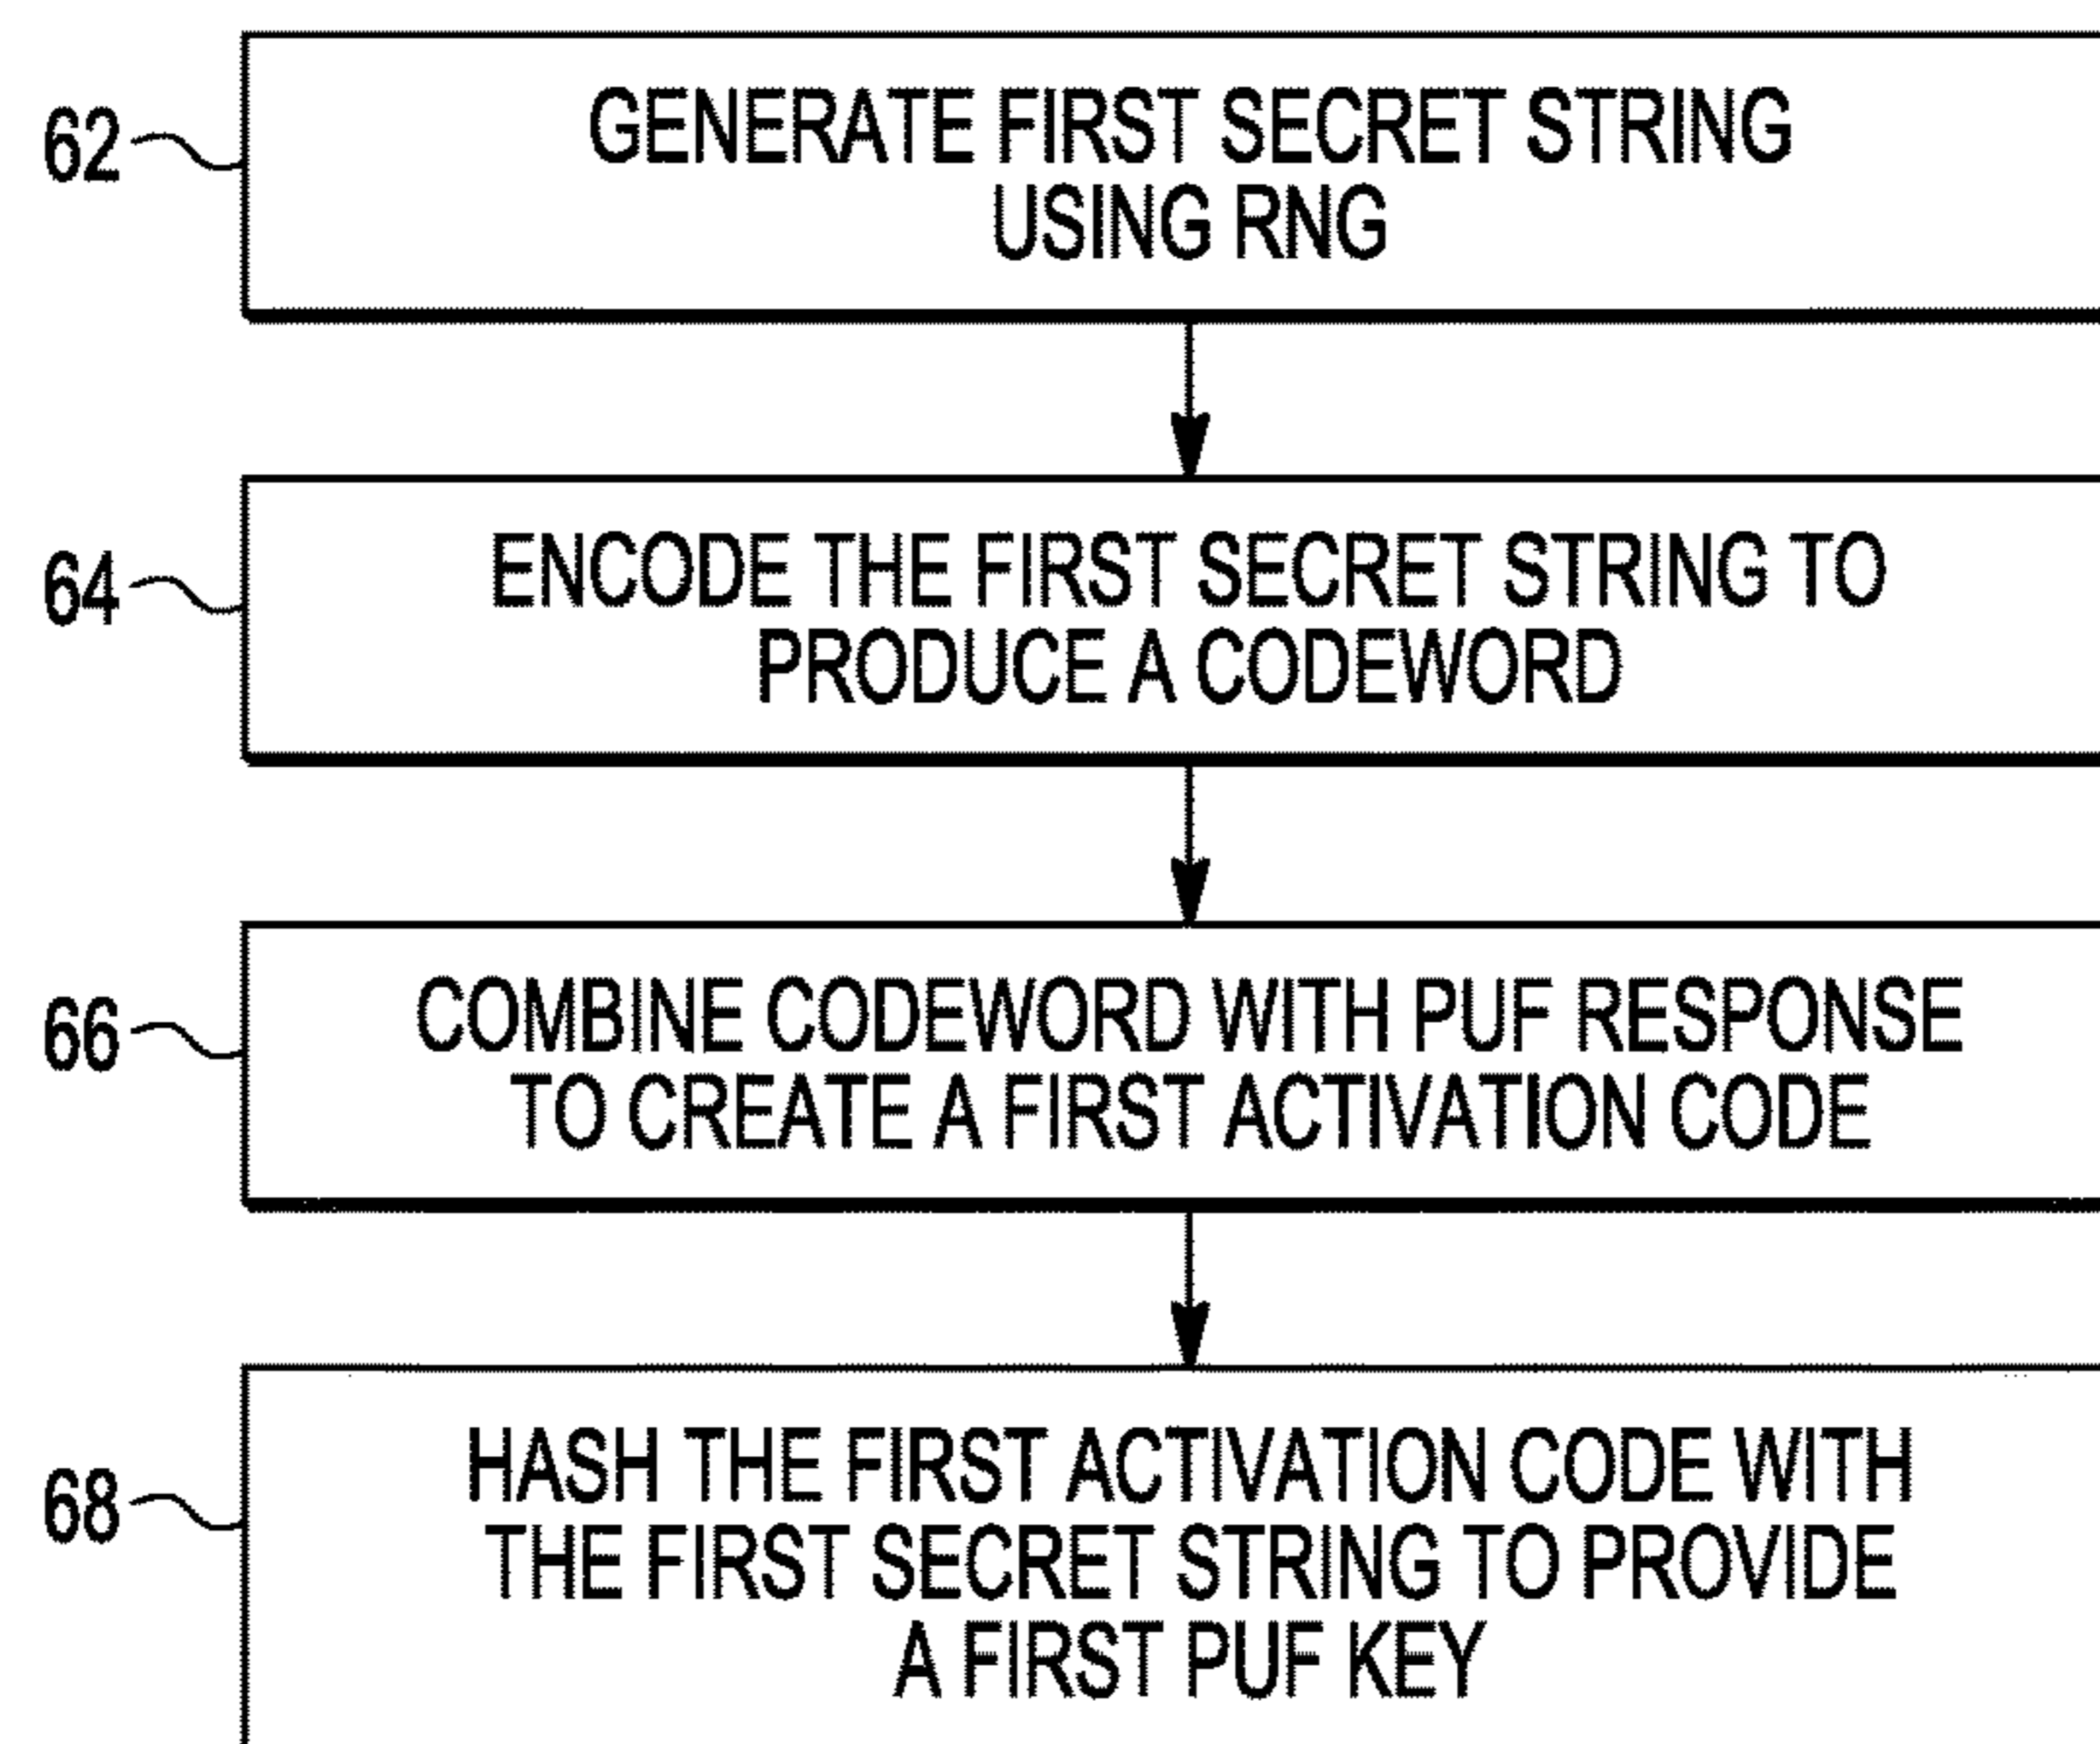 62
GENERATE FIRST SECRET STRING
USING RNG
64
ENCODE THE FIRST SECRET STRING TO
PRODUCE A CODEWORD
66
COMBINE CODEWORD WITH PUF RESPONSE
TO CREATE A FIRST ACTIVATION CODE
68
HASH THE FIRST ACTIVATION CODE WITH
THE FIRST SECRET STRING TO PROVIDE
A FIRST PUF KEY